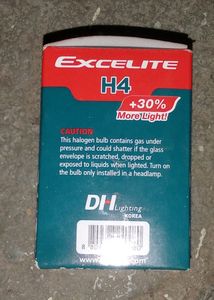 EXCELITE
H4
+30%
More Light!
CAUTION
This halogen bulb contains gas under
pressure and could shatter if the glass
envelope is scratched, dropped or
exposed to liquids when lighted. Turn on
the bulb only installed in a headlamp.
DH Lighting
KOREA